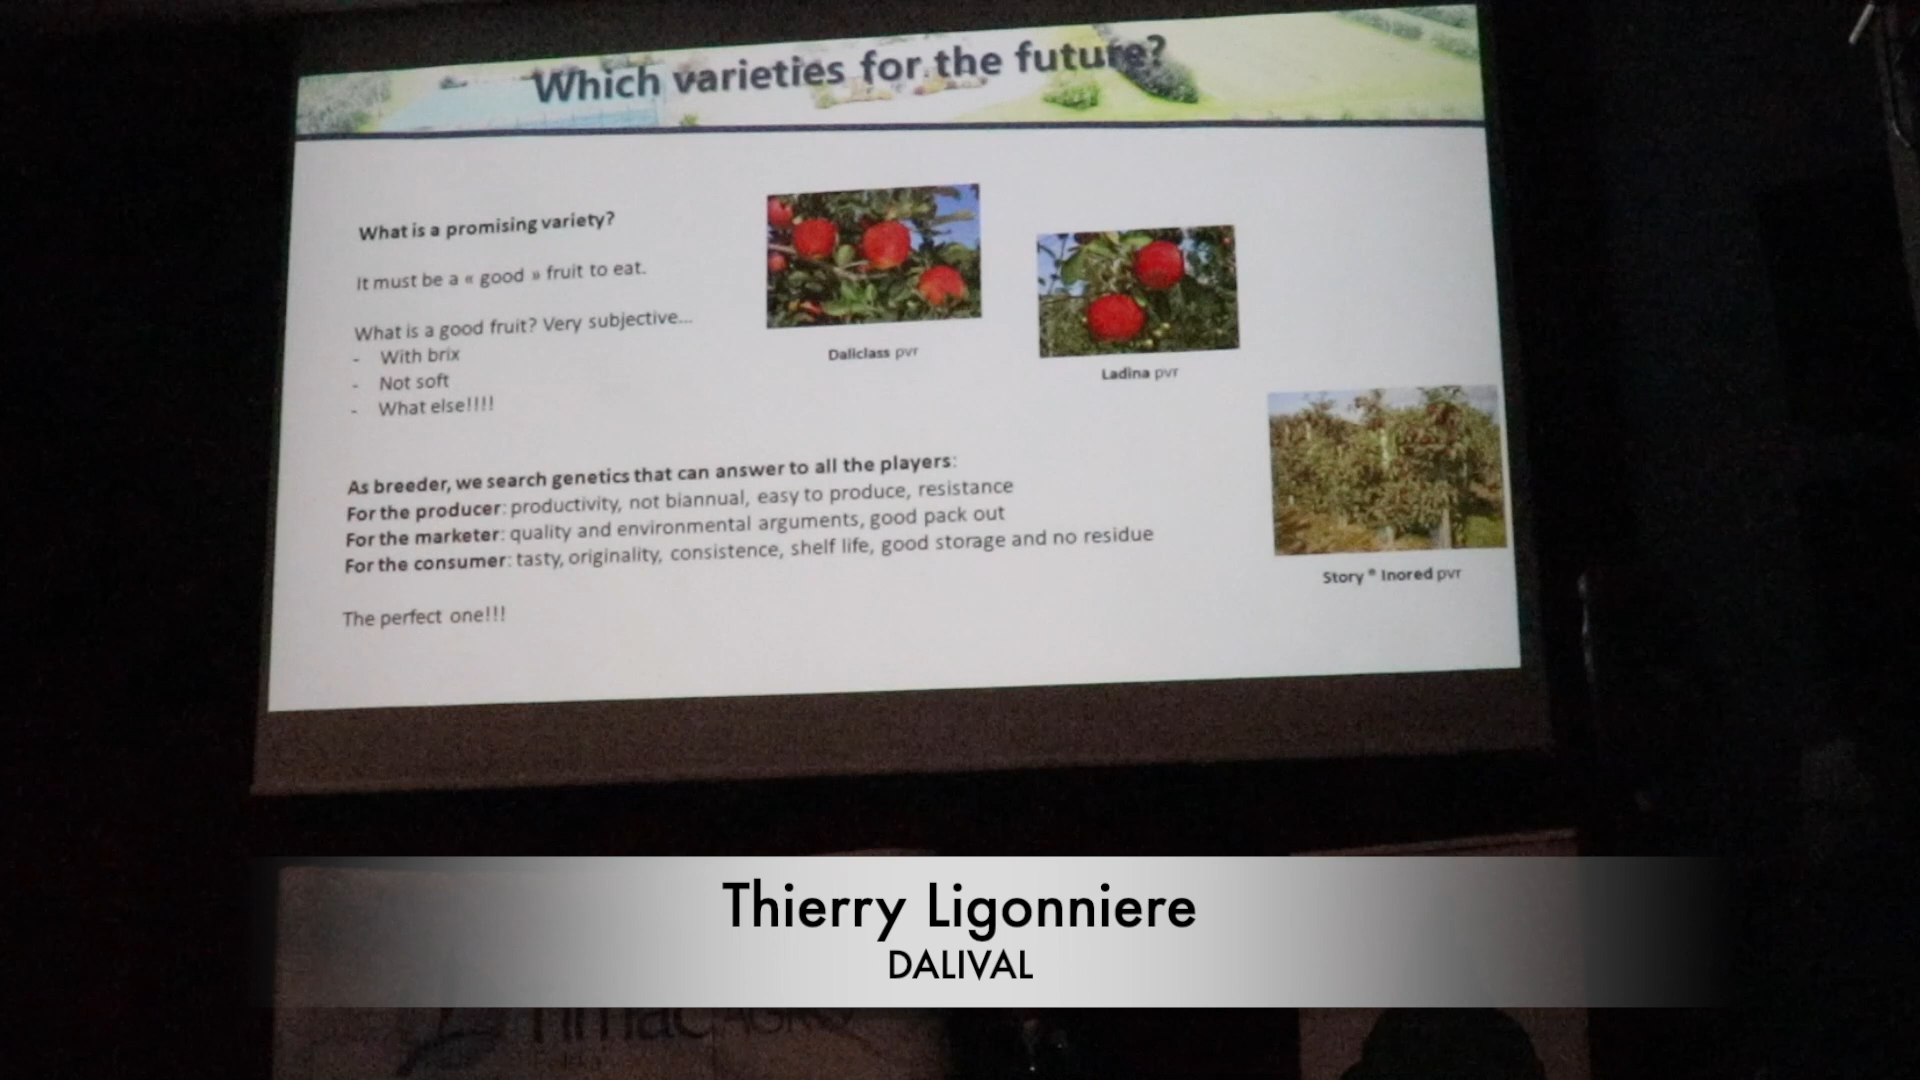 Which varieties for the future?
What is a promising variety?
It must be a « good » fruit to eat.
What is a good fruit? Very subjective...
- With brix
- Not soft
- What else!!!!
Daliclass pvr
Ladina pvr
As breeder, we search genetics that can answer to all the players:
For the producer: productivity, not biannual, easy to produce, resistance
For the marketer: quality and environmental arguments, good pack out
For the consumer: tasty, originality, consistence, shelf life, good storage and no residue
Story ® Inored pvr
The perfect one!!!
Thierry Ligonniere
DALIVAL
AGRO